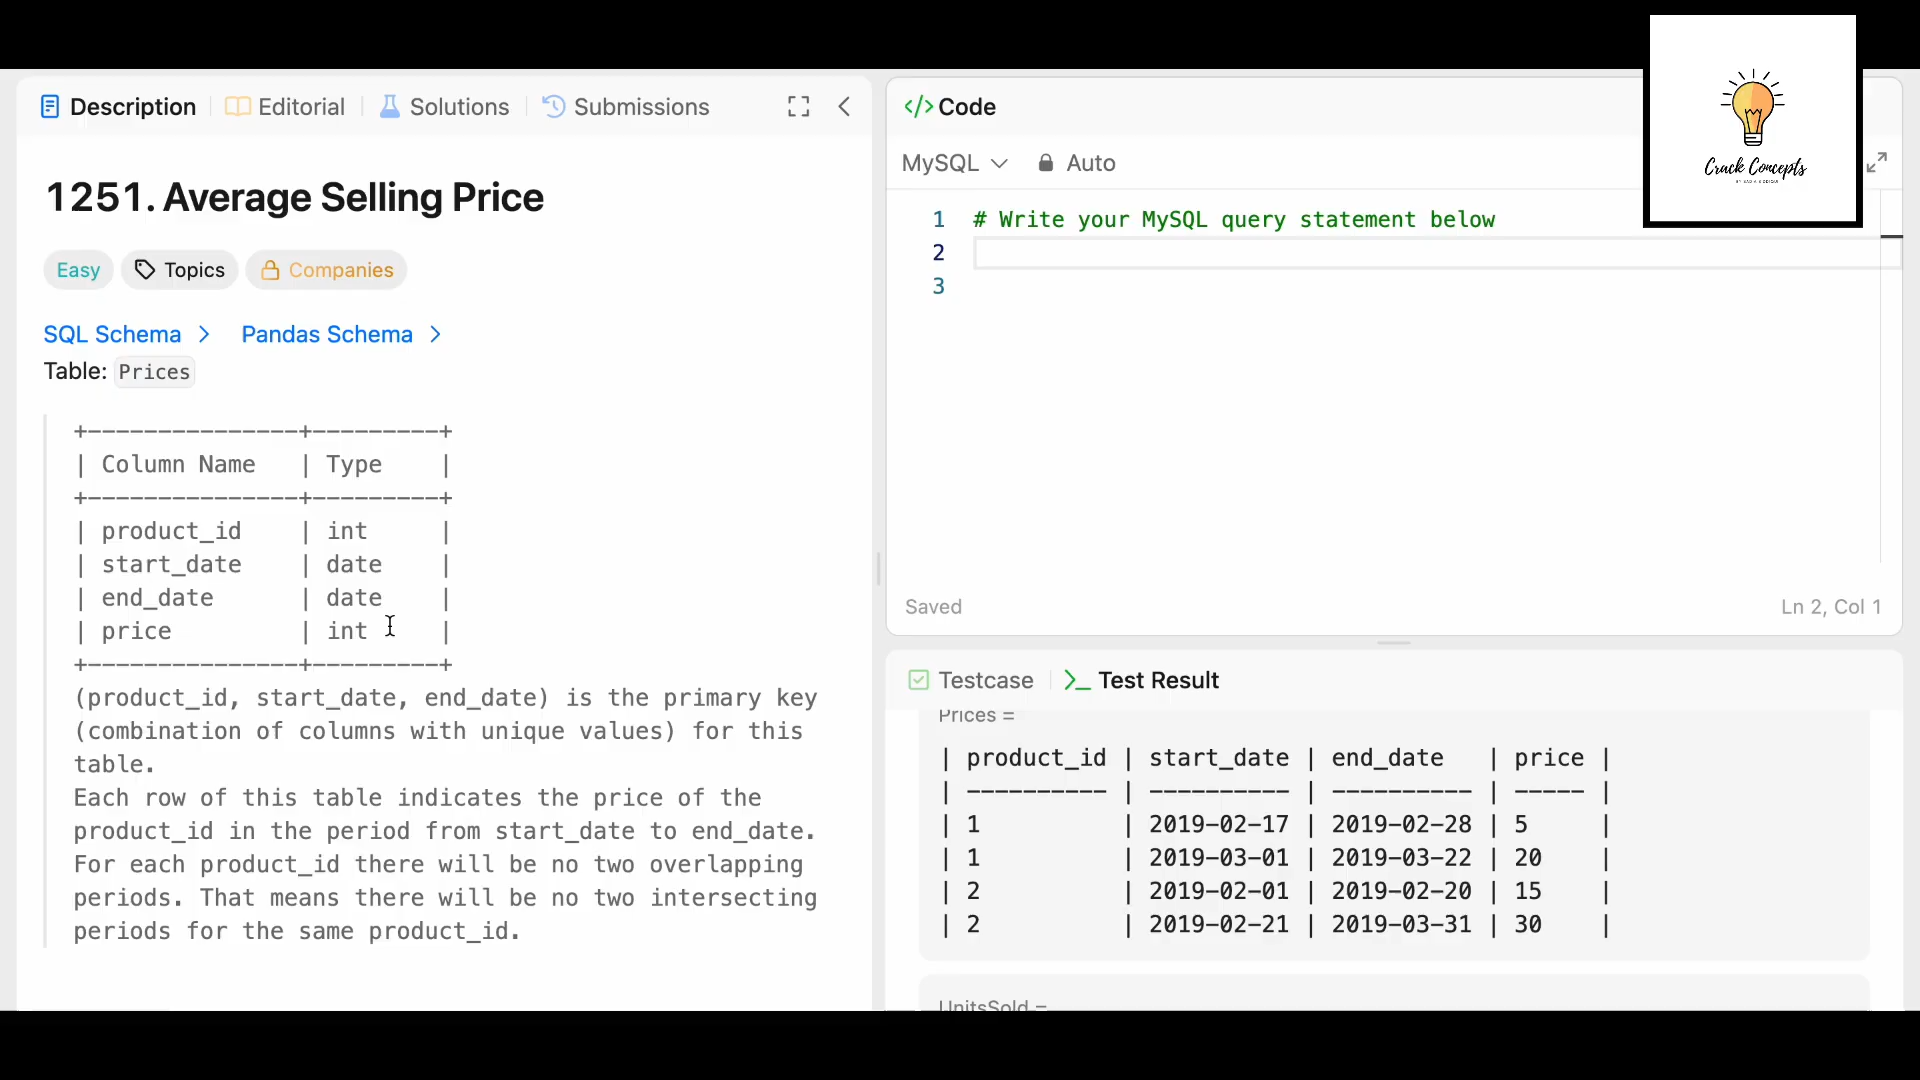 Description Editorial Solutions Submissions
1251. Average Selling Price
Easy Topics Companies
SQL Schema > Pandas Schema >
Table: Prices
+---------------+---------+
| Column Name   | Type    |
+---------------+---------+
| product_id    | int     |
| start_date    | date    |
| end_date      | date    |
| price         | int     |
+---------------+---------+
(product_id, start_date, end_date) is the primary key
(combination of columns with unique values) for this
table.
Each row of this table indicates the price of the
product_id in the period from start_date to end_date.
For each product_id there will be no two overlapping
periods. That means there will be no two intersecting
periods for the same product_id.
</> Code
MySQL Auto
1 # Write your MySQL query statement below
2
3
Saved Ln 2, Col 1
Testcase >_ Test Result
Prices =
| product_id | start_date | end_date   | price |
| ---------- | ---------- | ---------- | ----- |
| 1          | 2019-02-17 | 2019-02-28 | 5     |
| 1          | 2019-03-01 | 2019-03-22 | 20    |
| 2          | 2019-02-01 | 2019-02-20 | 15    |
| 2          | 2019-02-21 | 2019-03-31 | 30    |
UnitsSold =
Crack Concepts